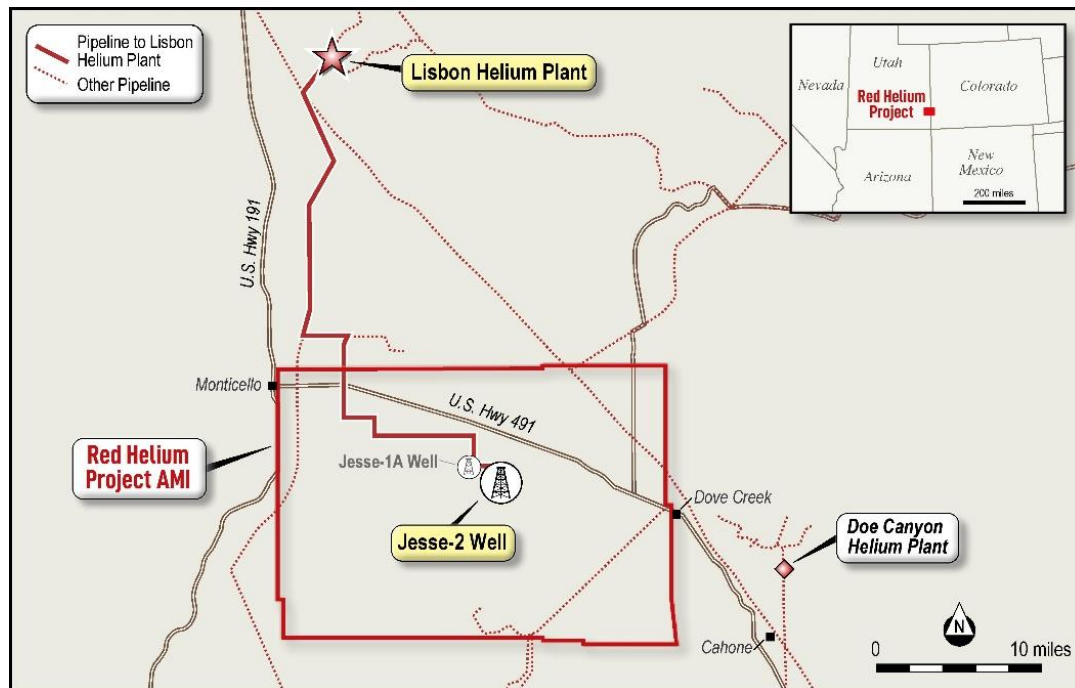 Pipeline to Lisbon
Helium Plant
Other Pipeline
Lisbon Helium Plant
Utah
Nevada
Colorado
Red Helium
Project
Arizona
New
Mexico
200 miles
U.S. Hwy 191
Monticello
U.S. Hwy 491
Red Helium
Project AMI
Jesse-1A Well
Jesse-2 Well
Dove Creek
Doe Canyon
Helium Plant
Cahone
N
0 10 miles